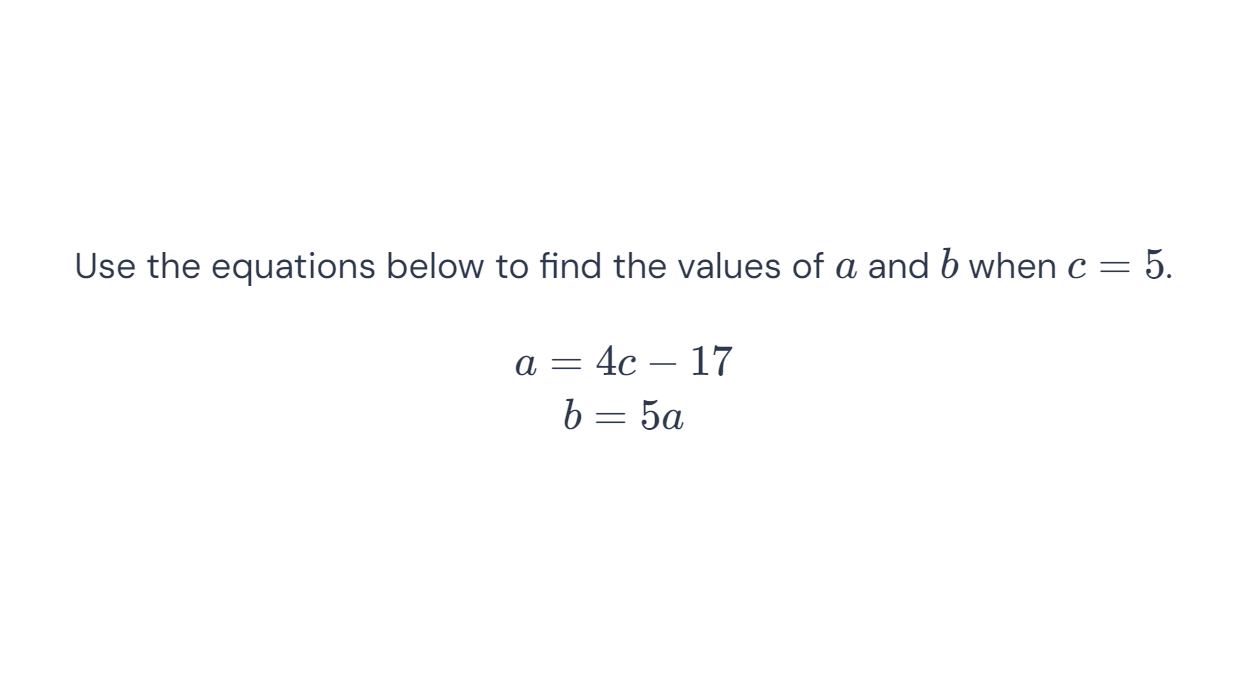 Use the equations below to find the values of a and b when c = 5.
a = 4c − 17
b = 5a